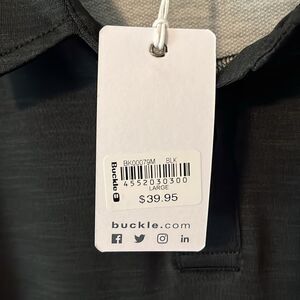 BK00079M BLK
Buckle B
4552030300
LARGE
$39.95
buckle.com